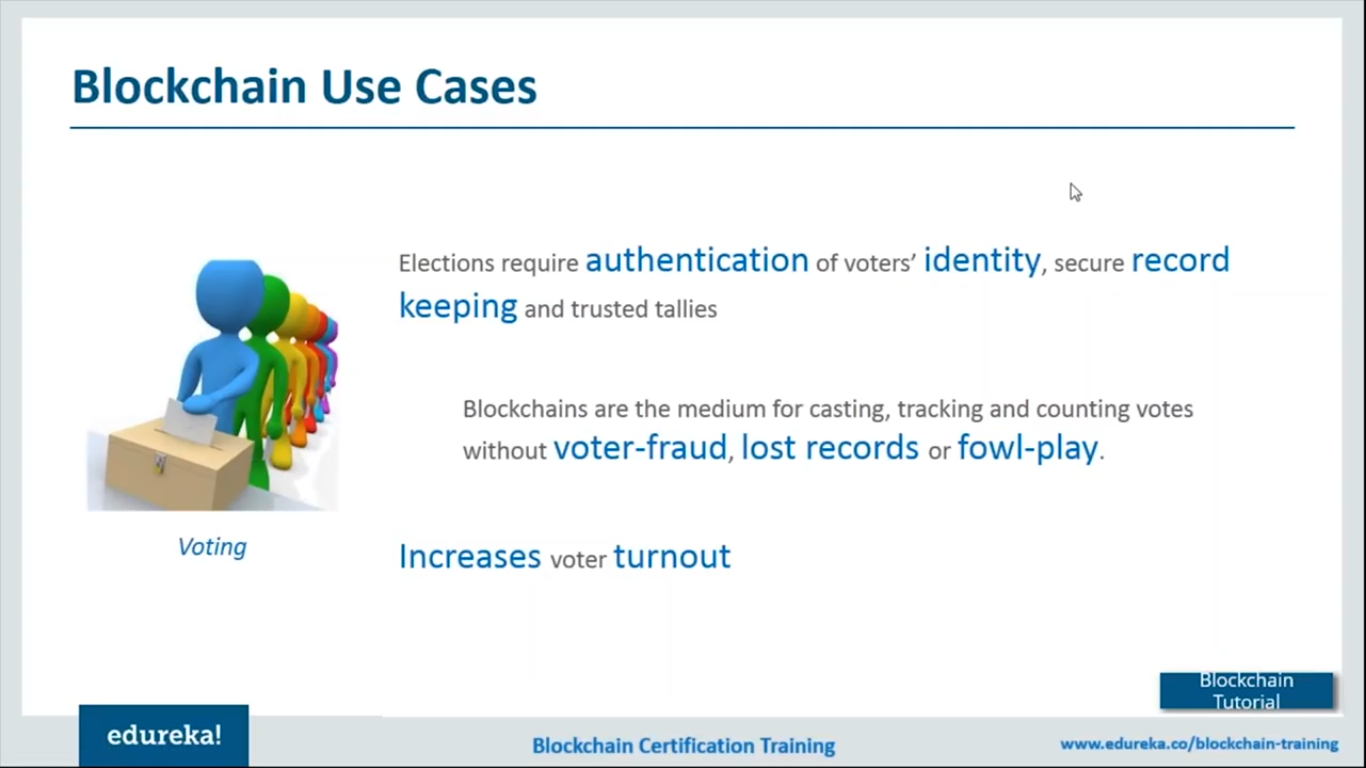 Blockchain Use Cases
Elections require authentication of voters’ identity, secure record
keeping and trusted tallies
Blockchains are the medium for casting, tracking and counting votes
without voter-fraud, lost records or fowl-play.
Voting
Increases voter turnout
Blockchain
Tutorial
edureka!
Blockchain Certification Training
www.edureka.co/blockchain-training